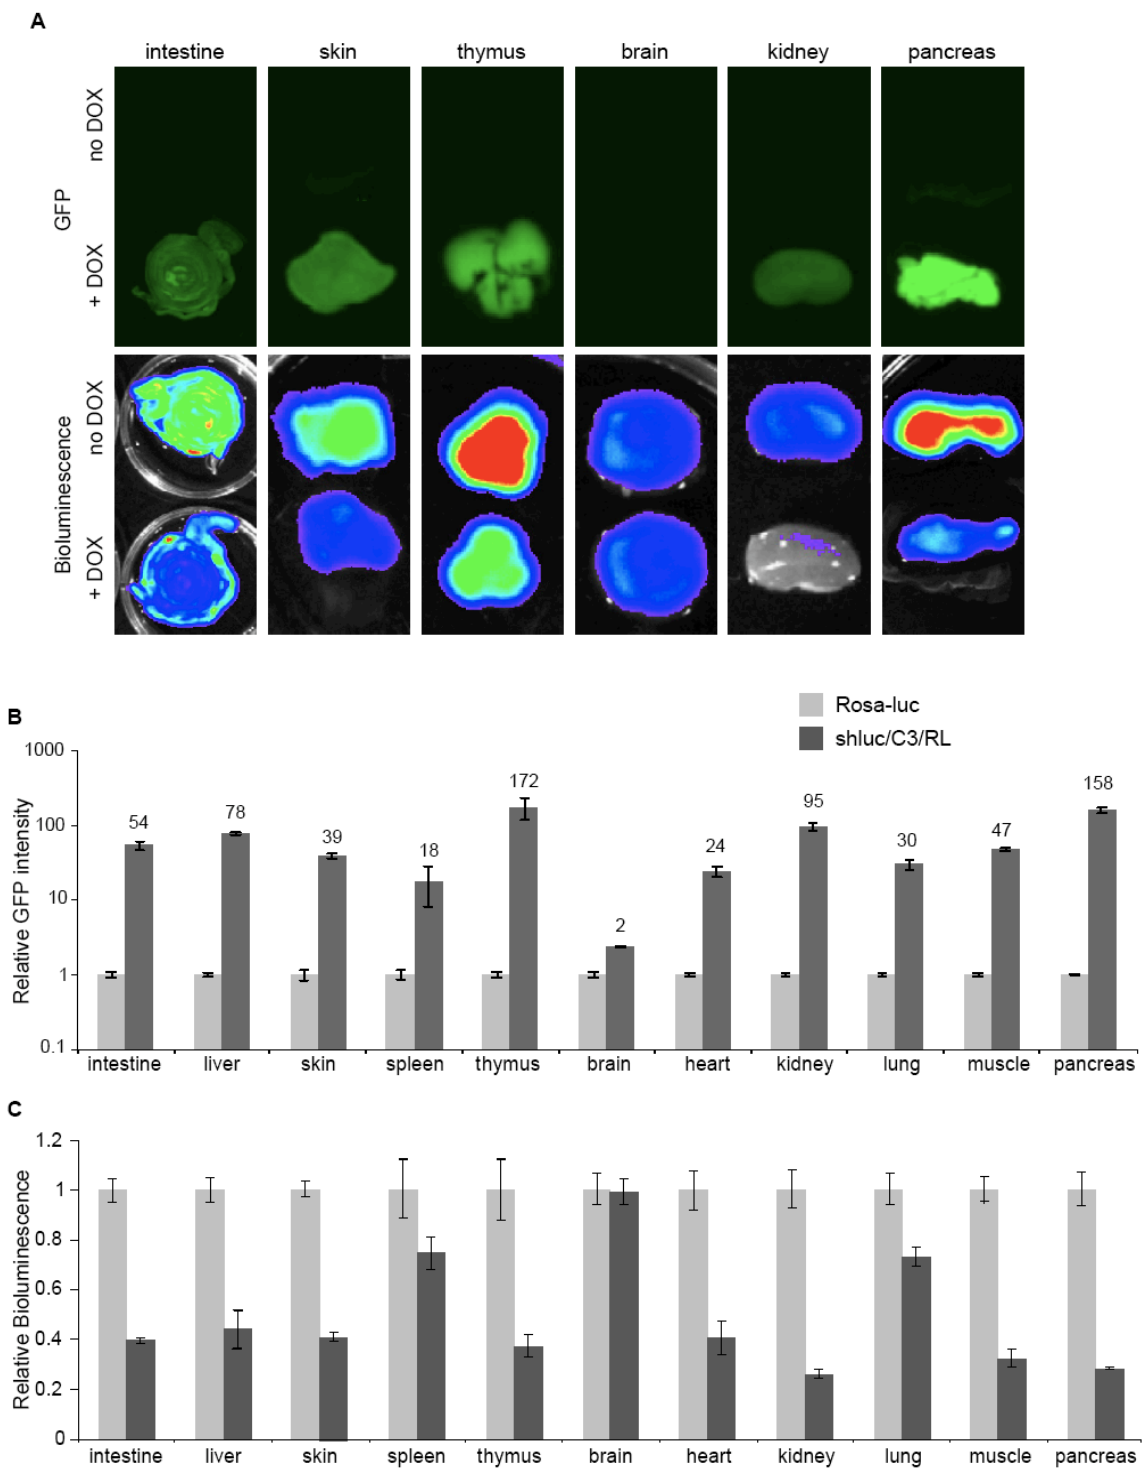 A
intestine skin thymus brain kidney pancreas
GFP
no DOX
+ DOX
Bioluminescence
no DOX
+ DOX
B
Rosa-luc
shluc/C3/RL
Relative GFP intensity
1000
100
10
1
0.1
54 78 39 18 172 2 24 95 30 47 158
intestine liver skin spleen thymus brain heart kidney lung muscle pancreas
C
Relative Bioluminescence
1.2
1
0.8
0.6
0.4
0.2
0
intestine liver skin spleen thymus brain heart kidney lung muscle pancreas